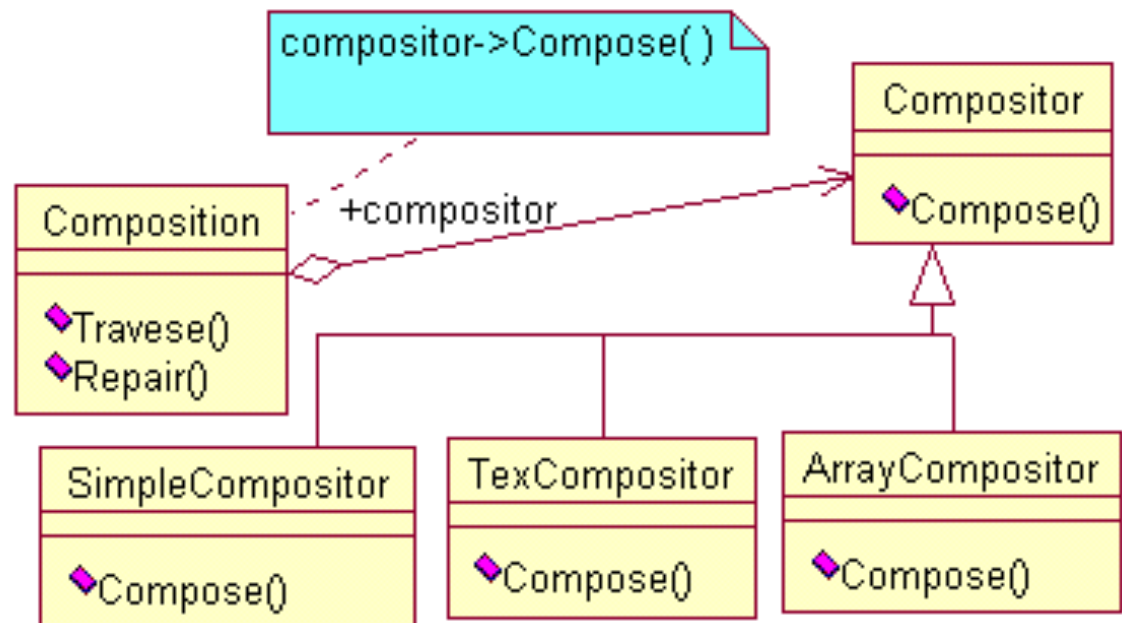 compositor->Compose( )
Compositor
Compose()
+compositor
Composition
Travese()
Repair()
SimpleCompositor
Compose()
TexCompositor
Compose()
ArrayCompositor
Compose()